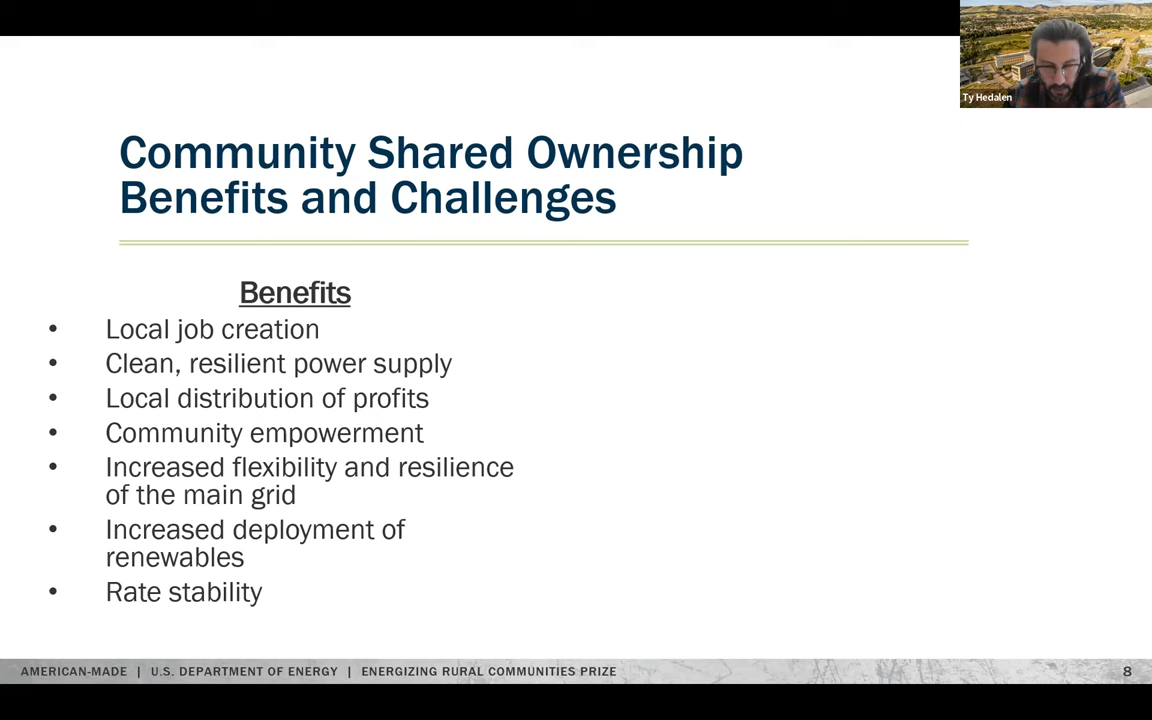 Ty Hedalen
Community Shared Ownership
Benefits and Challenges
Benefits
• Local job creation
• Clean, resilient power supply
• Local distribution of profits
• Community empowerment
• Increased flexibility and resilience
of the main grid
• Increased deployment of
renewables
• Rate stability
AMERICAN-MADE | U.S. DEPARTMENT OF ENERGY | ENERGIZING RURAL COMMUNITIES PRIZE 8